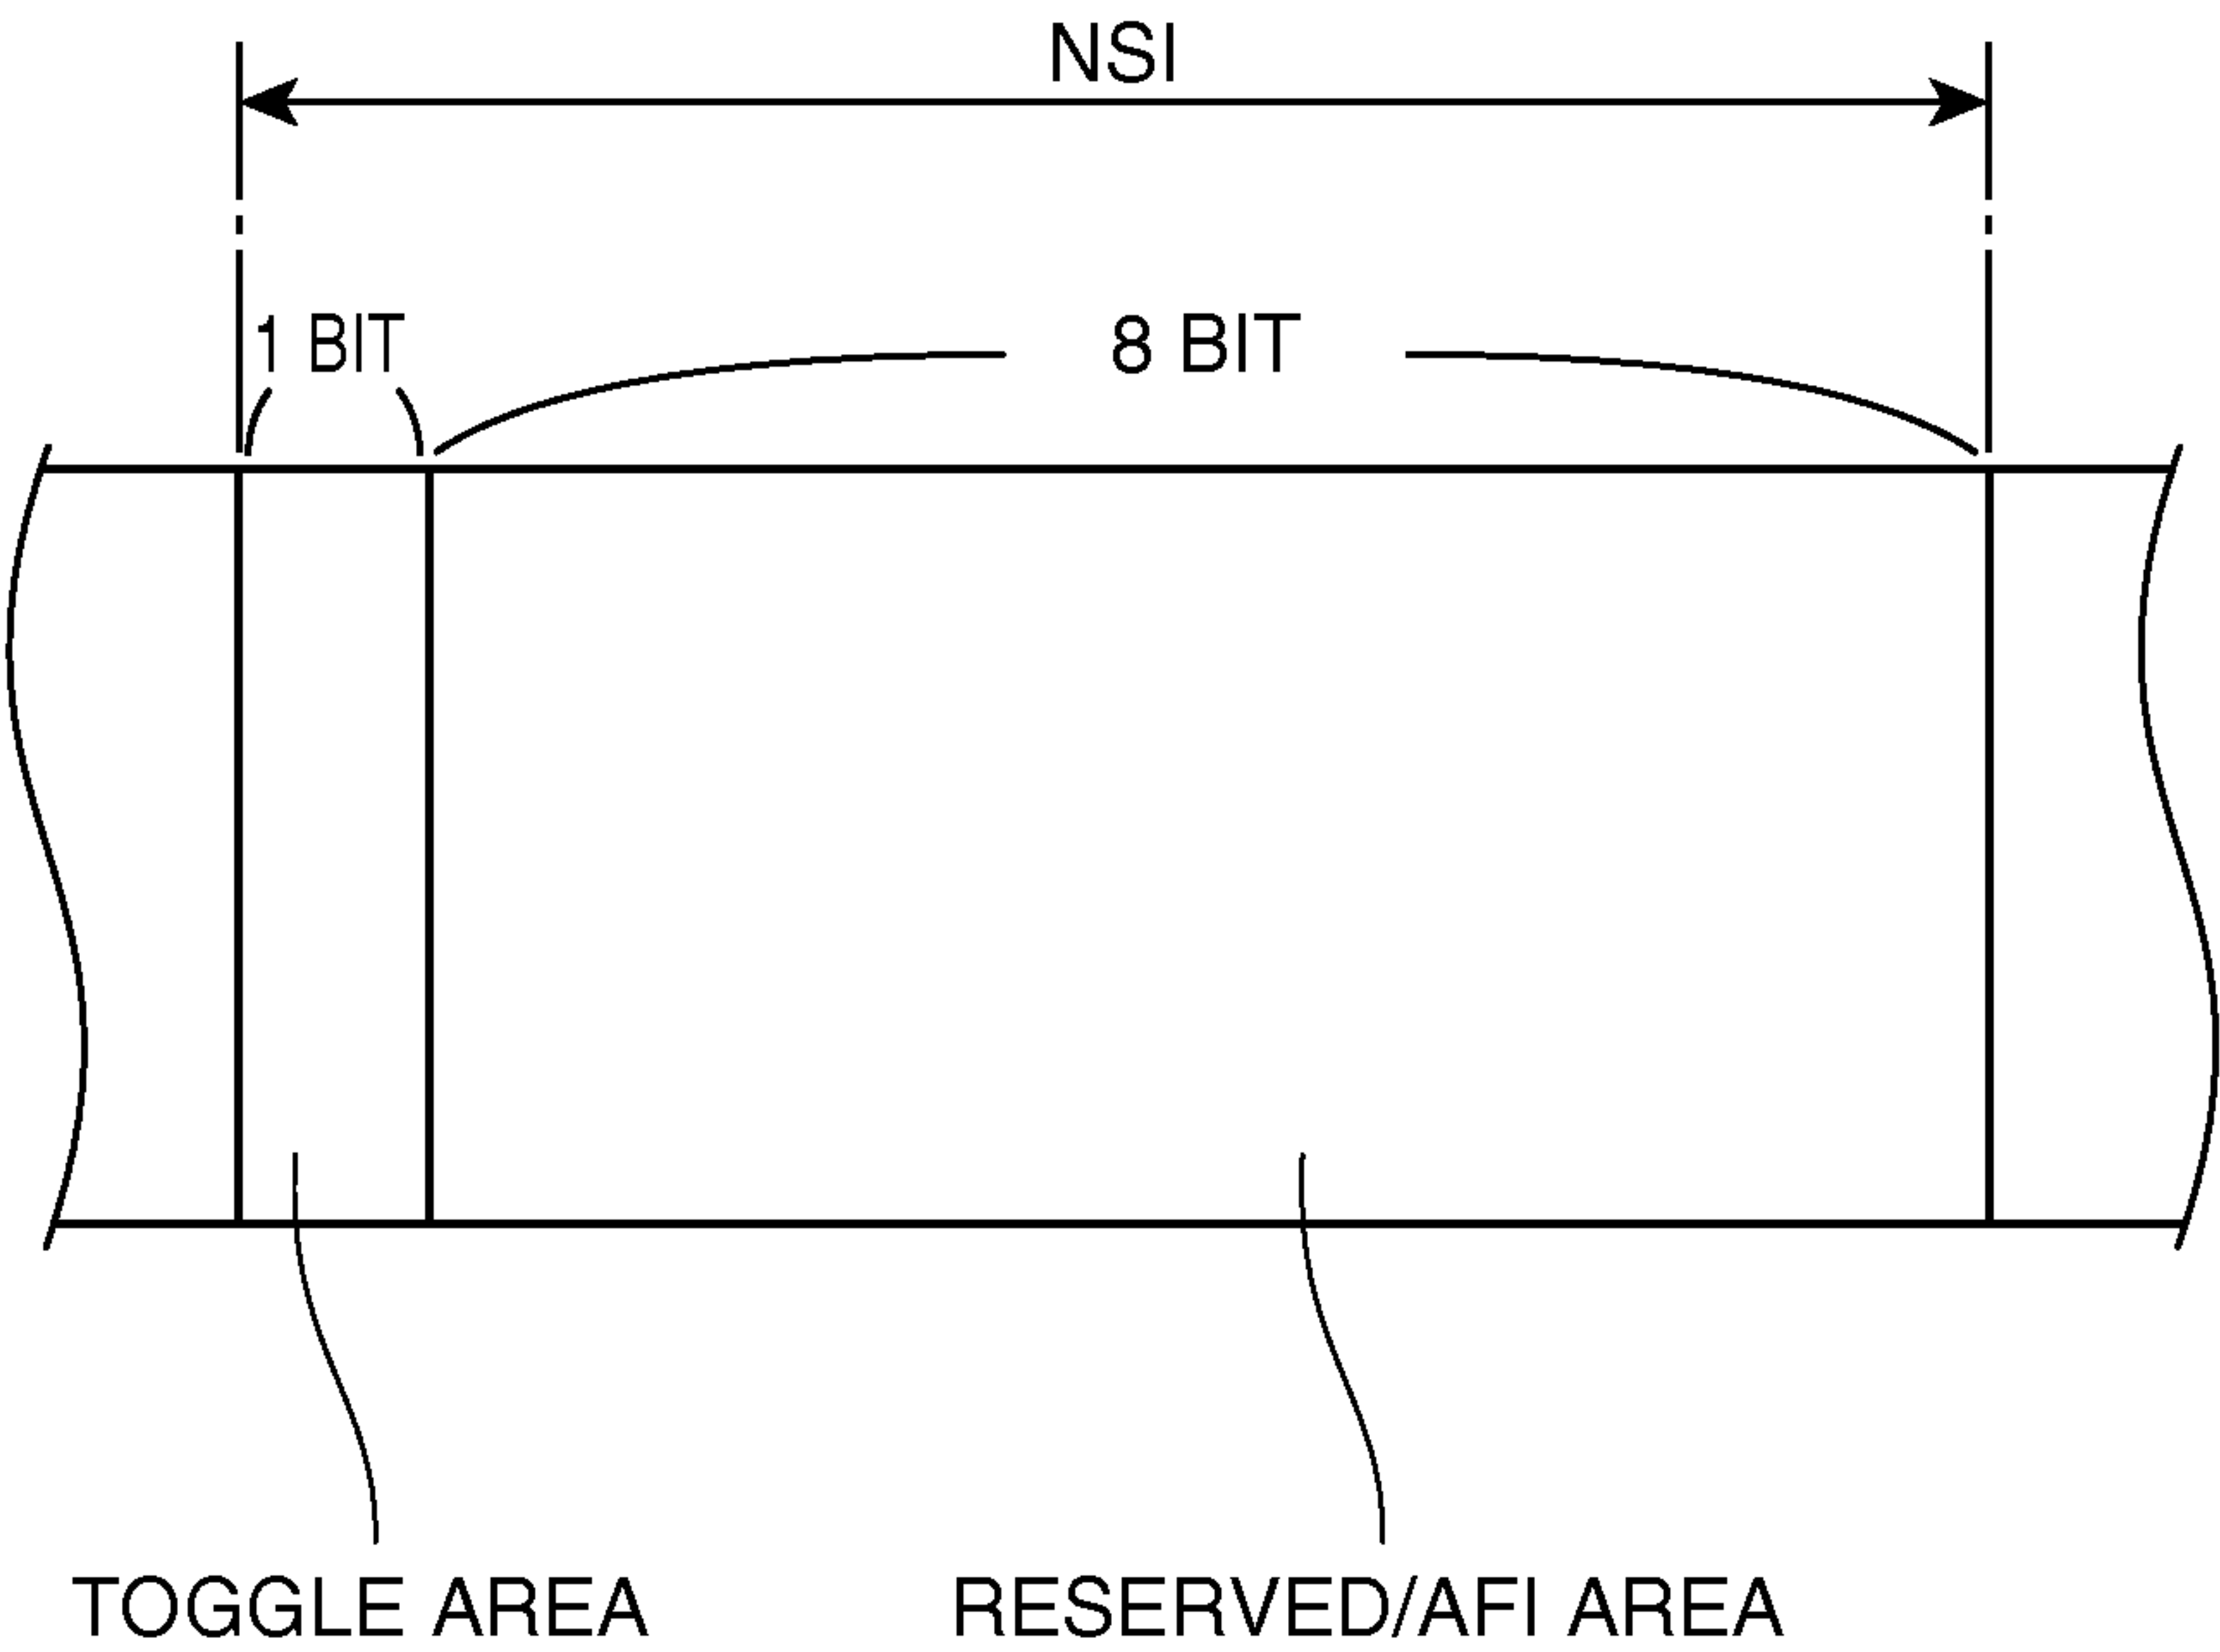 NSI
1 BIT
8 BIT
TOGGLE AREA
RESERVED/AFI AREA